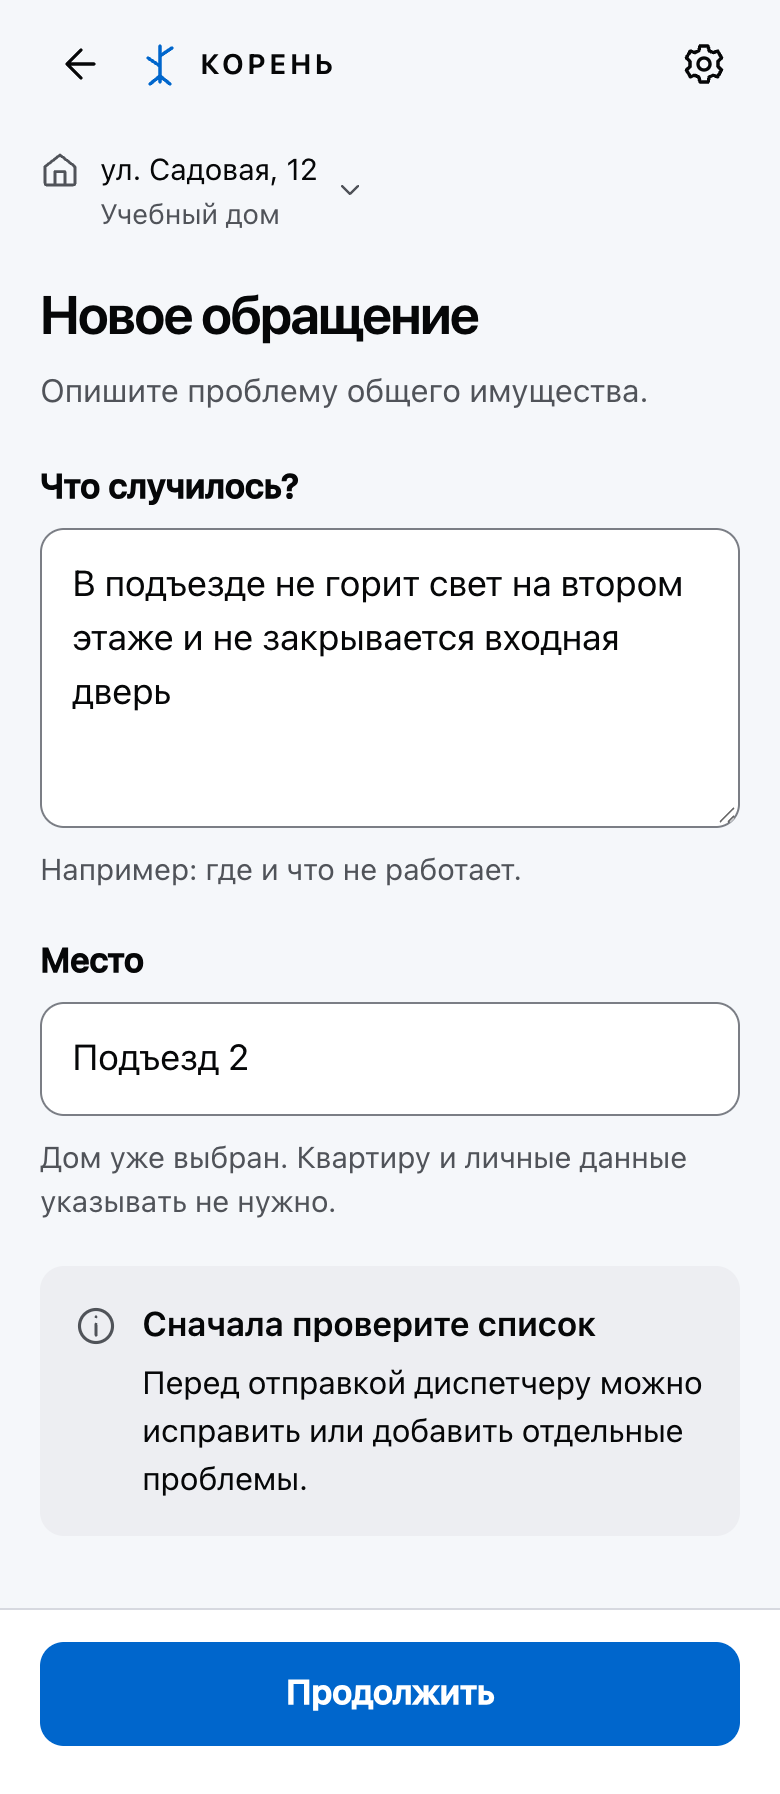 КОРЕНЬ
ул. Садовая, 12
Учебный дом
Новое обращение
Опишите проблему общего имущества.
Что случилось?
В подъезде не горит свет на втором
этаже и не закрывается входная
дверь
Например: где и что не работает.
Место
Подъезд 2
Дом уже выбран. Квартиру и личные данные
указывать не нужно.
Сначала проверите список
Перед отправкой диспетчеру можно
исправить или добавить отдельные
проблемы.
Продолжить